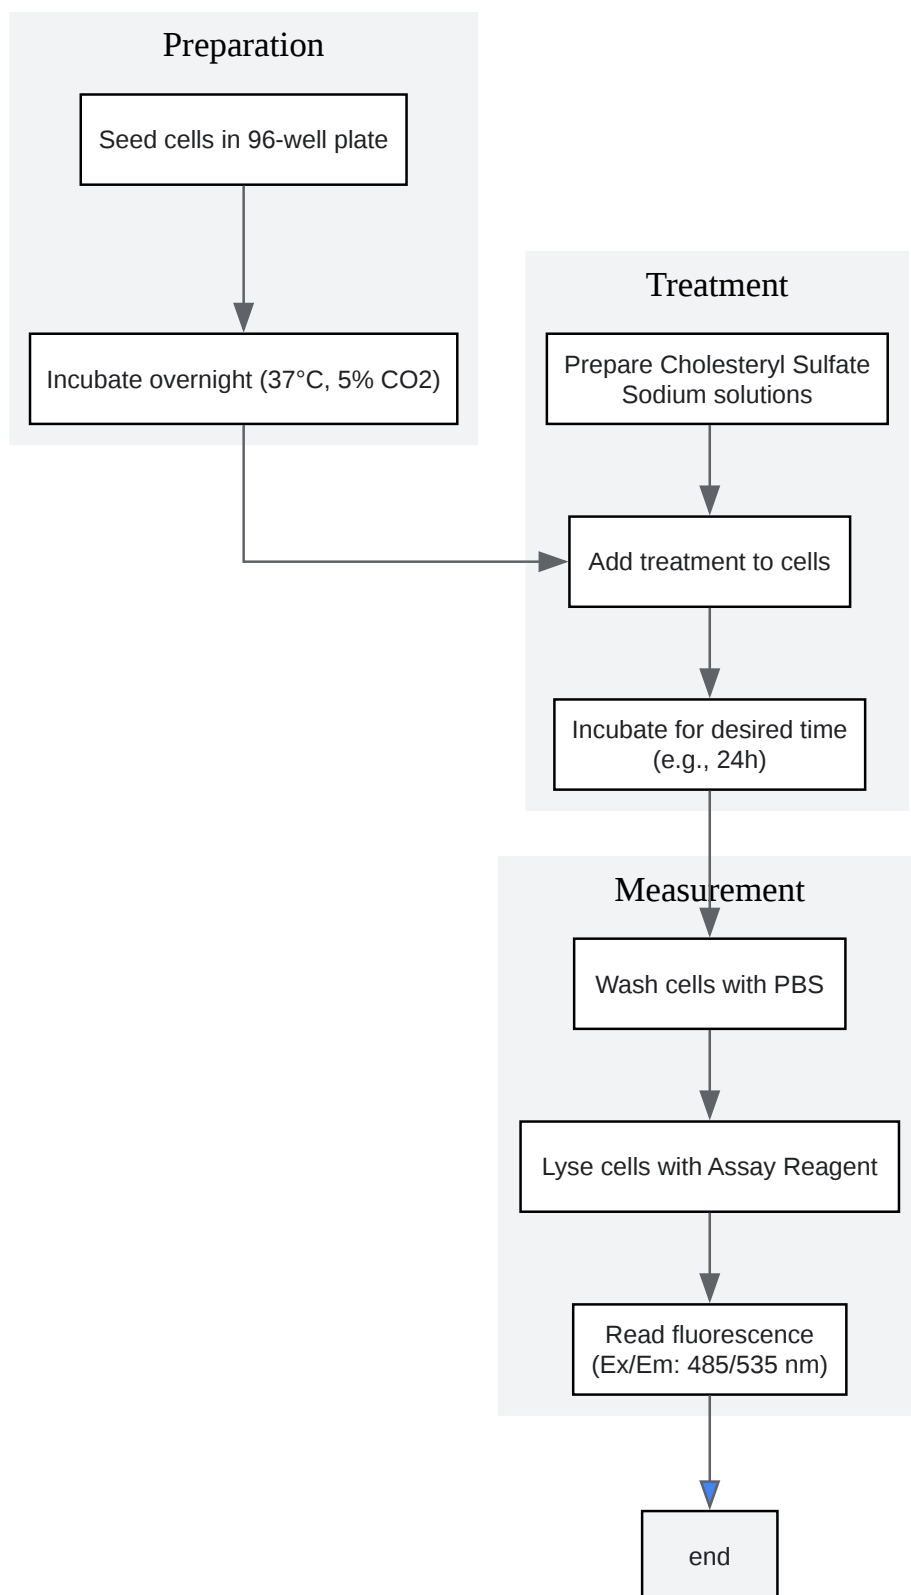 Preparation
Seed cells in 96-well plate
Incubate overnight (37°C, 5% CO2)
Treatment
Prepare Cholesteryl Sulfate
Sodium solutions
Add treatment to cells
Incubate for desired time
(e.g., 24h)
Measurement
Wash cells with PBS
Lyse cells with Assay Reagent
Read fluorescence
(Ex/Em: 485/535 nm)
end